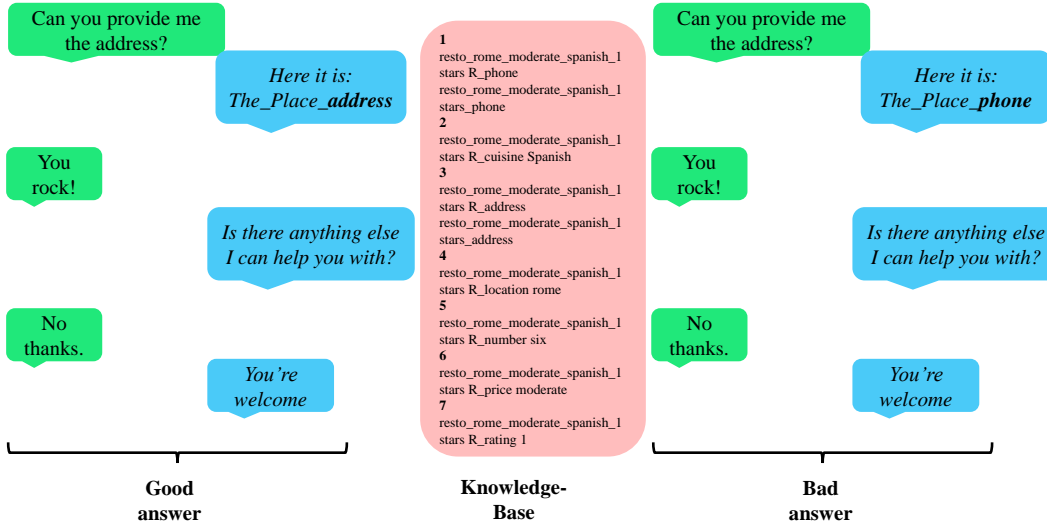 Can you provide me
the address?
Here it is:
The_Place_address
You
rock!
Is there anything else
I can help you with?
No
thanks.
You're
welcome
Good
answer
1
resto_rome_moderate_spanish_1
stars R_phone
resto_rome_moderate_spanish_1
stars_phone
2
resto_rome_moderate_spanish_1
stars R_cuisine Spanish
3
resto_rome_moderate_spanish_1
stars R_address
resto_rome_moderate_spanish_1
stars_address
4
resto_rome_moderate_spanish_1
stars R_location rome
5
resto_rome_moderate_spanish_1
stars R_number six
6
resto_rome_moderate_spanish_1
stars R_price moderate
7
resto_rome_moderate_spanish_1
stars R_rating 1
Knowledge-
Base
Can you provide me
the address?
Here it is:
The_Place_phone
You
rock!
Is there anything else
I can help you with?
No
thanks.
You're
welcome
Bad
answer